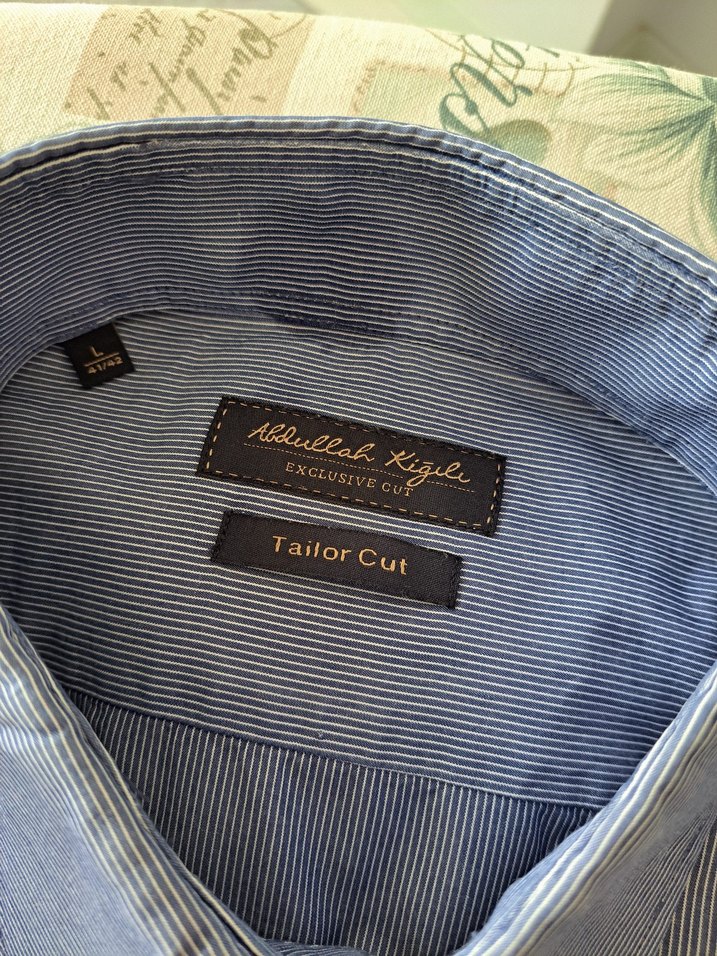 L
41/42
Abdullah Kiğılı
EXCLUSIVE CUT
Tailor Cut